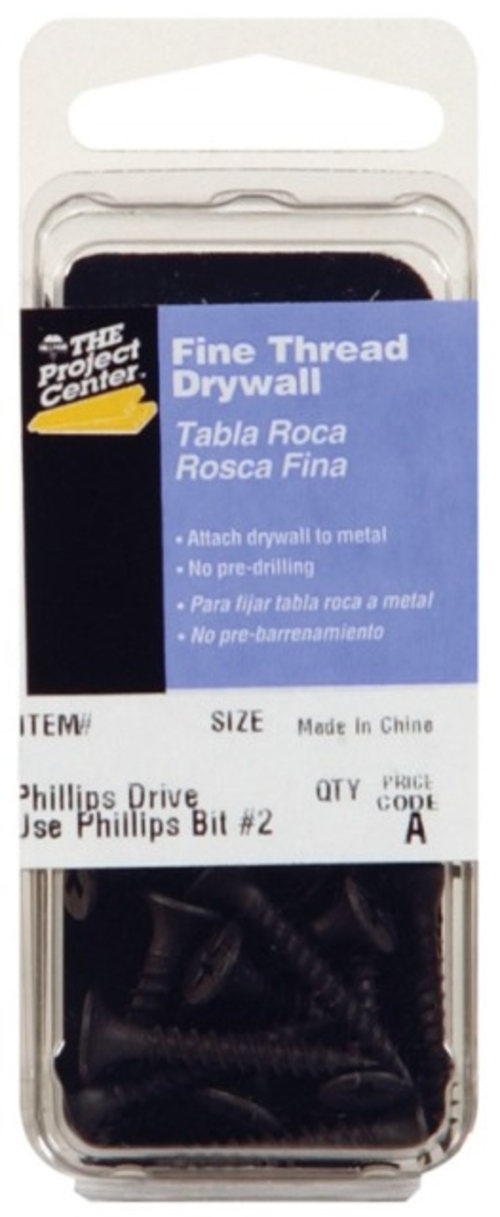 THE
Project
Center
Fine Thread
Drywall
Tabla Roca
Rosca Fina
• Attach drywall to metal
• No pre-drilling
• Para fijar tabla roca a metal
• No pre-barrenamiento
ITEM# SIZE Made In China
Phillips Drive QTY PRICE
CODE
Use Phillips Bit #2 A